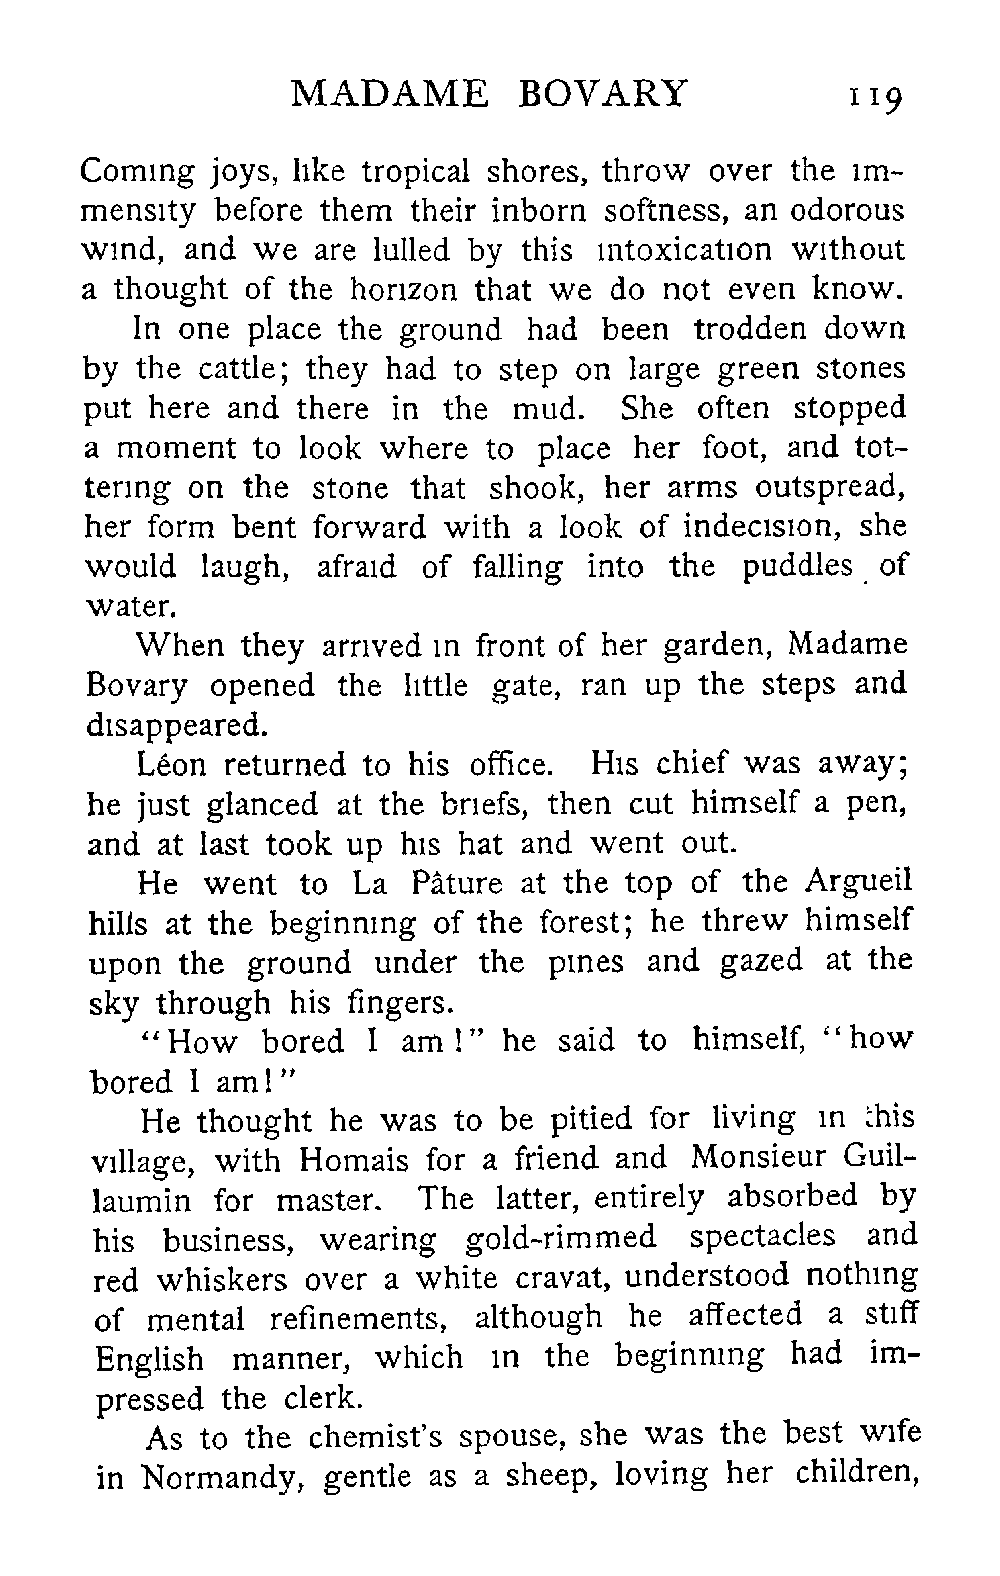 MADAME BOVARY 119
Coming joys, like tropical shores, throw over the im-
mensity before them their inborn softness, an odorous
wind, and we are lulled by this intoxication without
a thought of the horizon that we do not even know.
In one place the ground had been trodden down
by the cattle; they had to step on large green stones
put here and there in the mud. She often stopped
a moment to look where to place her foot, and tot-
tering on the stone that shook, her arms outspread,
her form bent forward with a look of indecision, she
would laugh, afraid of falling into the puddles of
water.
When they arrived in front of her garden, Madame
Bovary opened the little gate, ran up the steps and
disappeared.
Léon returned to his office. His chief was away;
he just glanced at the briefs, then cut himself a pen,
and at last took up his hat and went out.
He went to La Pâture at the top of the Argueil
hills at the beginning of the forest; he threw himself
upon the ground under the pines and gazed at the
sky through his fingers.
"How bored I am!" he said to himself, "how
bored I am!"
He thought he was to be pitied for living in this
village, with Homais for a friend and Monsieur Guil-
laumin for master. The latter, entirely absorbed by
his business, wearing gold-rimmed spectacles and
red whiskers over a white cravat, understood nothing
of mental refinements, although he affected a stiff
English manner, which in the beginning had im-
pressed the clerk.
As to the chemist's spouse, she was the best wife
in Normandy, gentle as a sheep, loving her children,